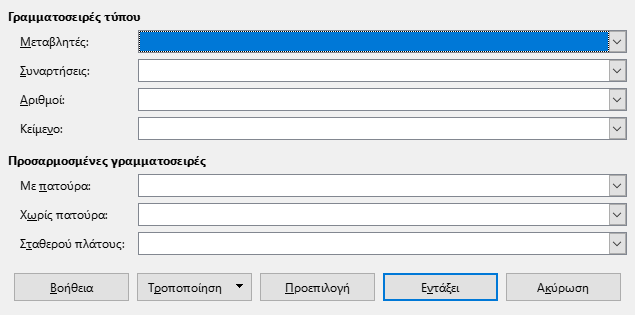 Γραμματοσειρές τύπου
Μεταβλητές:
Συναρτήσεις:
Αριθμοί:
Κείμενο:
Προσαρμοσμένες γραμματοσειρές
Με πατούρα:
Χωρίς πατούρα:
Σταθερού πλάτους:
Βοήθεια Τροποποίηση Προεπιλογή Εντάξει Ακύρωση